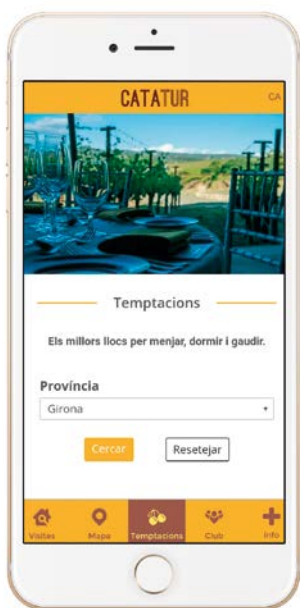 CATATUR
CA
Temptacions
Els millors llocs per menjar, dormir i gaudir.
Província
Girona
Cercar
Resetejar
Visites
Mapa
Temptacions
Club
Info